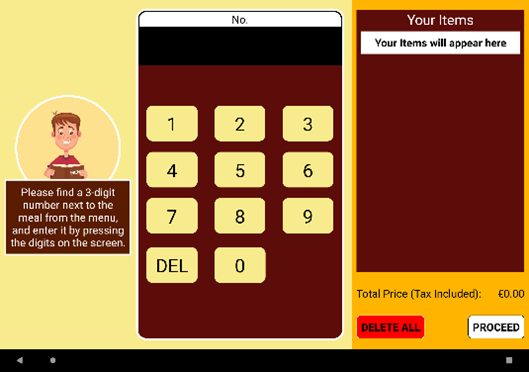 No.
1 2 3
4 5 6
7 8 9
DEL 0
Please find a 3-digit
number next to the
meal from the menu,
and enter it by pressing
the digits on the screen.
Your Items
Your Items will appear here
Total Price (Tax Included): €0.00
DELETE ALL PROCEED